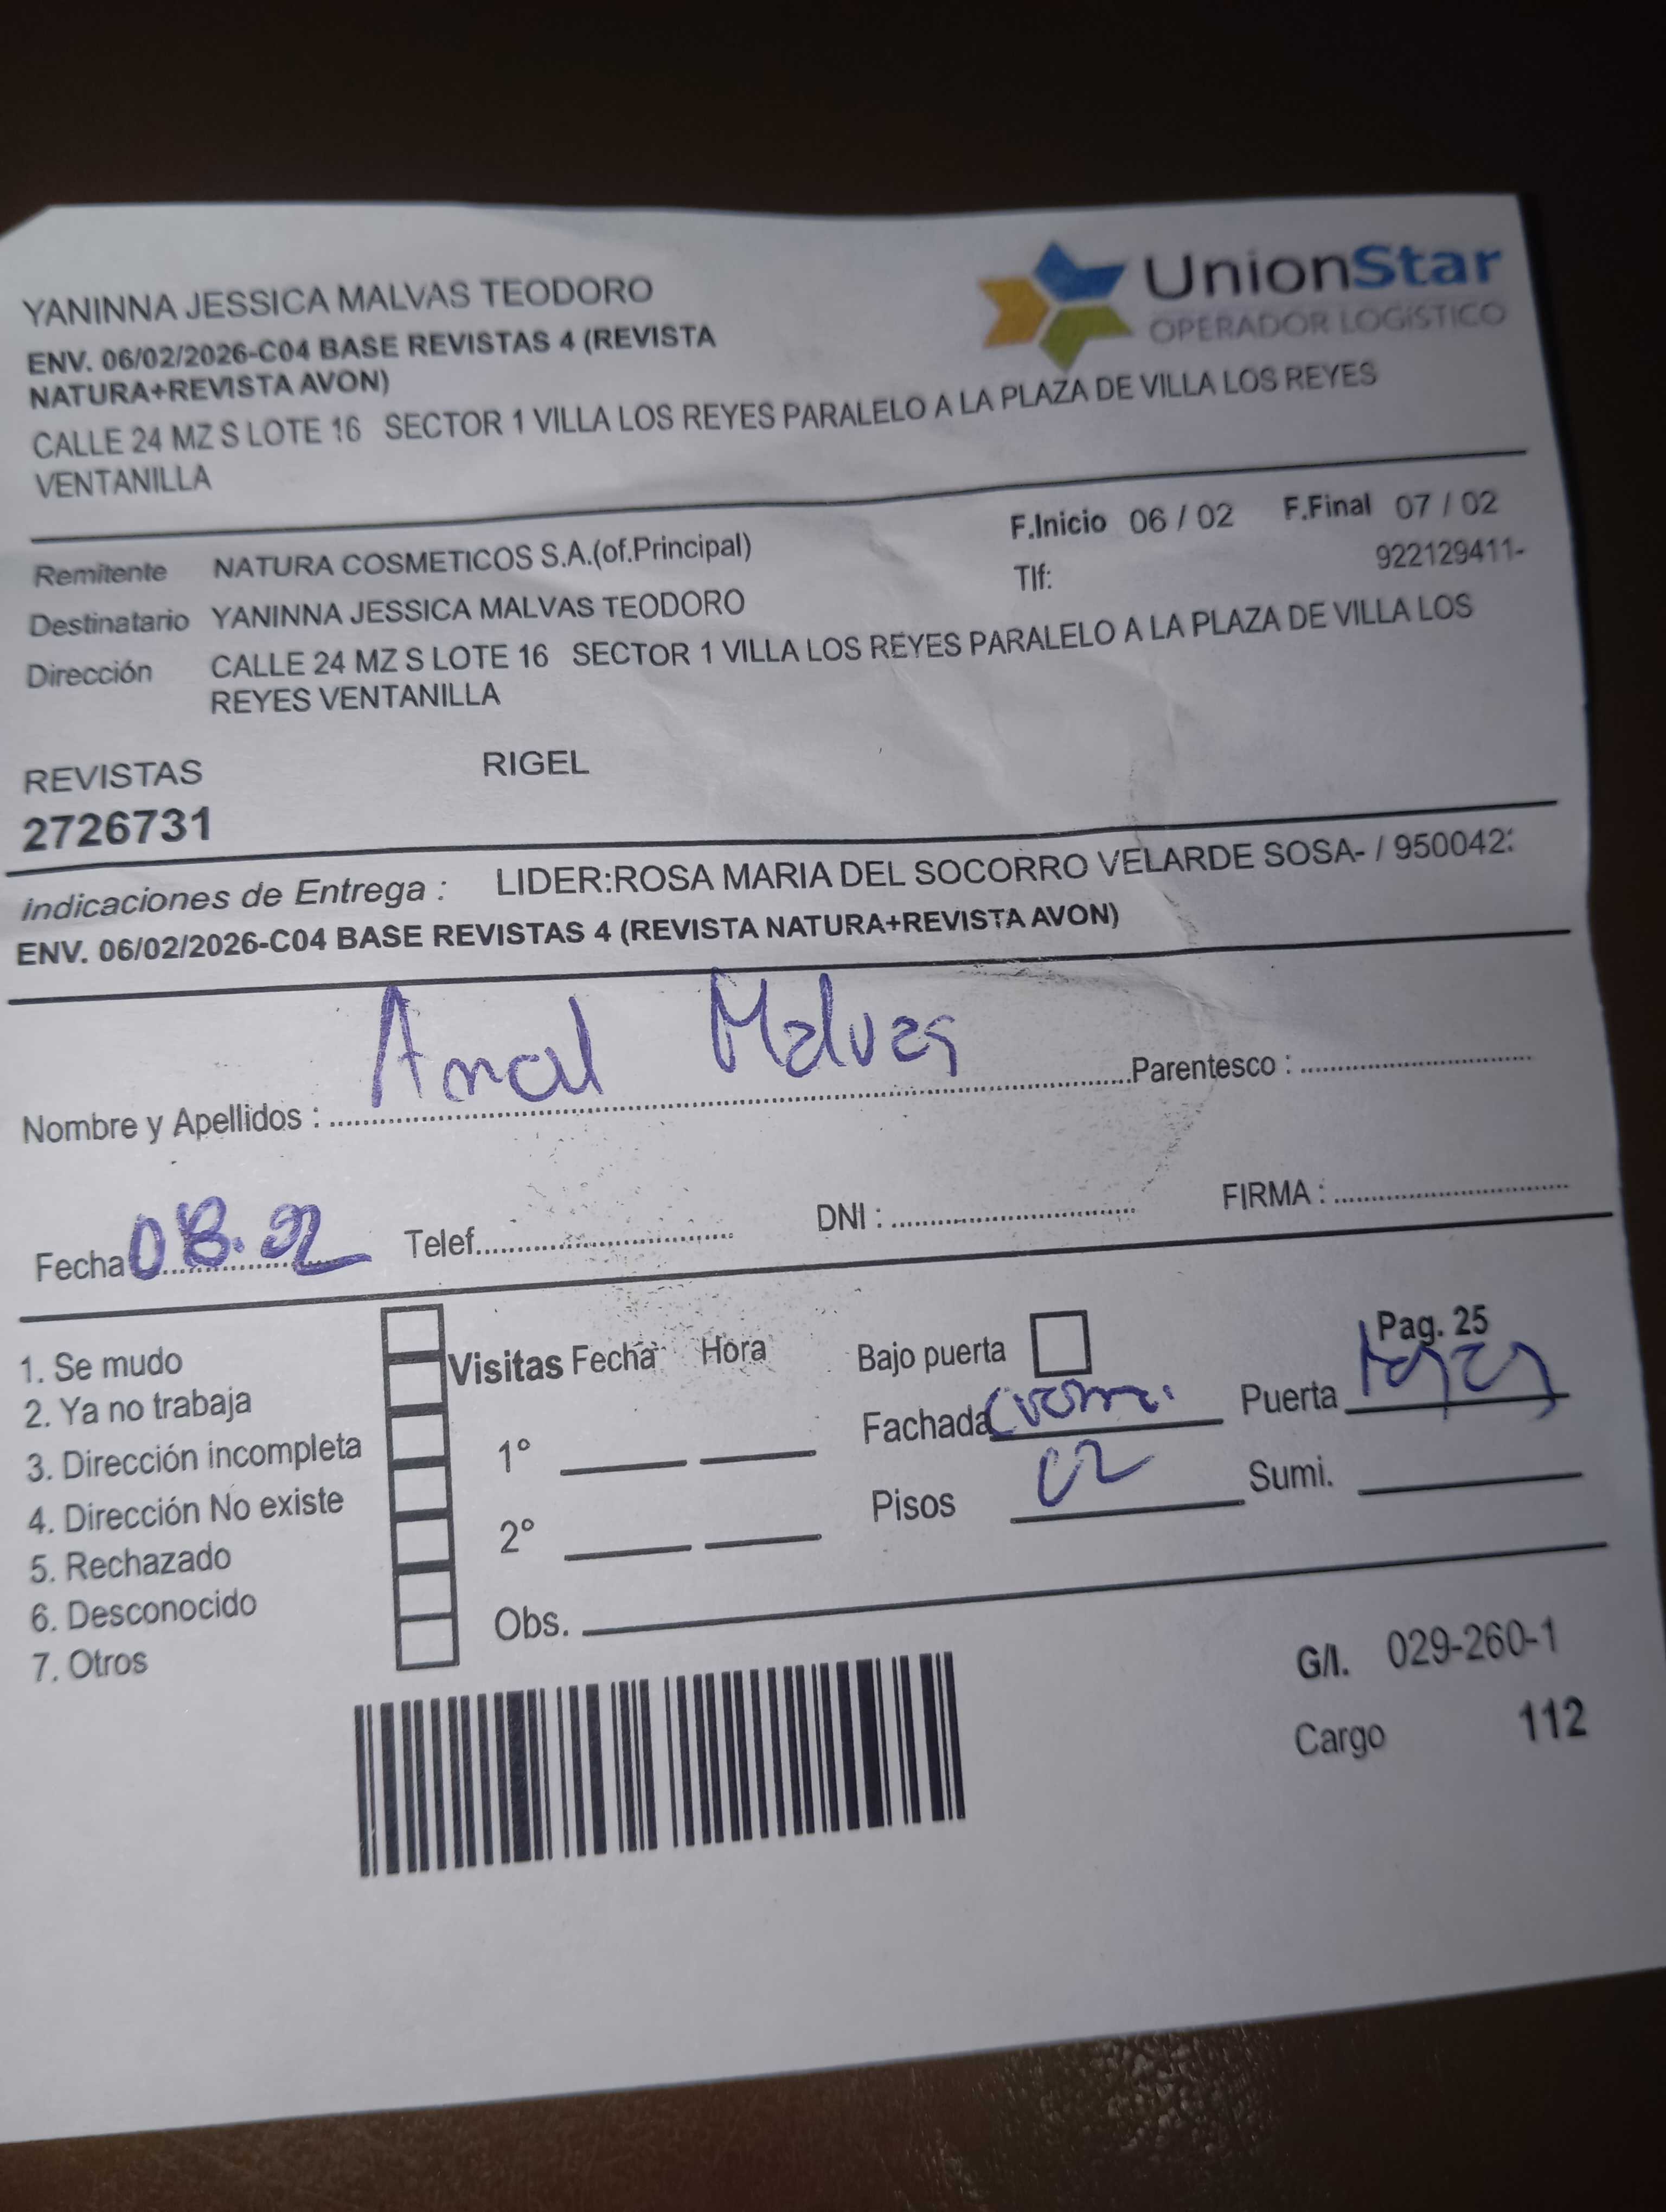 YANINNA JESSICA MALVAS TEODORO
UnionStar
OPERADOR LOGÍSTICO
ENV. 06/02/2026-C04 BASE REVISTAS 4 (REVISTA
NATURA+REVISTA AVON)
CALLE 24 MZ S LOTE 16 SECTOR 1 VILLA LOS REYES PARALELO A LA PLAZA DE VILLA LOS REYES
VENTANILLA
F.Inicio 06 / 02 F.Final 07 / 02
Remitente NATURA COSMETICOS S.A.(of.Principal)
Tlf: 922129411-
Destinatario YANINNA JESSICA MALVAS TEODORO
Dirección CALLE 24 MZ S LOTE 16 SECTOR 1 VILLA LOS REYES PARALELO A LA PLAZA DE VILLA LOS
REYES VENTANILLA
REVISTAS RIGEL
2726731
Indicaciones de Entrega : LIDER:ROSA MARIA DEL SOCORRO VELARDE SOSA- / 950042
ENV. 06/02/2026-C04 BASE REVISTAS 4 (REVISTA NATURA+REVISTA AVON)
Nombre y Apellidos : Malvas Parentesco :
Fecha 08.02 Telef. DNI : FIRMA :
1. Se mudo
2. Ya no trabaja
3. Dirección incompleta
4. Dirección No existe
5. Rechazado
6. Desconocido
7. Otros
Visitas Fecha Hora
1°
2°
Obs.
Bajo puerta Pag. 25
Fachada Puerta
Pisos 02 Sumi.
G/I. 029-260-1
Cargo 112